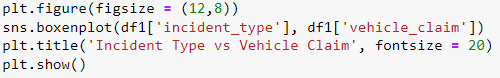 plt.figure(figsize = (12,8))
sns.boxenplot(df1['incident_type'], df1['vehicle_claim'])
plt.title('Incident Type vs Vehicle Claim', fontsize = 20)
plt.show()